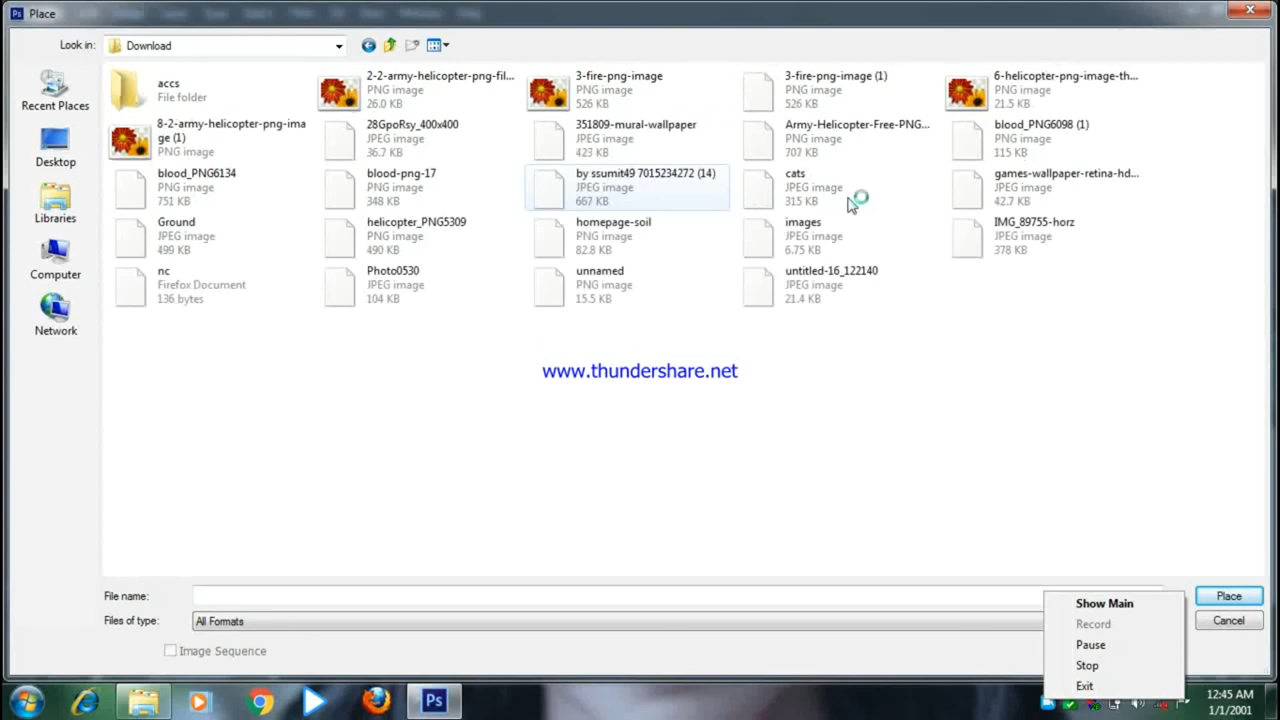 Ps Place
Look in: Download
Recent Places
Desktop
Libraries
Computer
Network
accs
File folder
2-2-army-helicopter-png-fil...
PNG image
26.0 KB
3-fire-png-image
PNG image
526 KB
3-fire-png-image (1)
PNG image
526 KB
6-helicopter-png-image-th...
PNG image
21.5 KB
8-2-army-helicopter-png-ima
ge (1)
PNG image
28GpoRsy_400x400
JPEG image
36.7 KB
351809-mural-wallpaper
JPEG image
423 KB
Army-Helicopter-Free-PNG...
PNG image
707 KB
blood_PNG6098 (1)
PNG image
115 KB
blood_PNG6134
PNG image
751 KB
blood-png-17
PNG image
348 KB
by ssumit49 7015234272 (14)
JPEG image
667 KB
cats
JPEG image
315 KB
games-wallpaper-retina-hd...
JPEG image
42.7 KB
Ground
JPEG image
499 KB
helicopter_PNG5309
PNG image
490 KB
homepage-soil
PNG image
82.8 KB
images
JPEG image
6.75 KB
IMG_89755-horz
JPEG image
378 KB
nc
Firefox Document
136 bytes
Photo0530
JPEG image
104 KB
unnamed
PNG image
15.5 KB
untitled-16_122140
JPEG image
21.4 KB
www.thundershare.net
File name:
Place
Files of type: All Formats
Cancel
Image Sequence
Show Main
Record
Pause
Stop
Exit
Ps
12:45 AM
1/1/2001